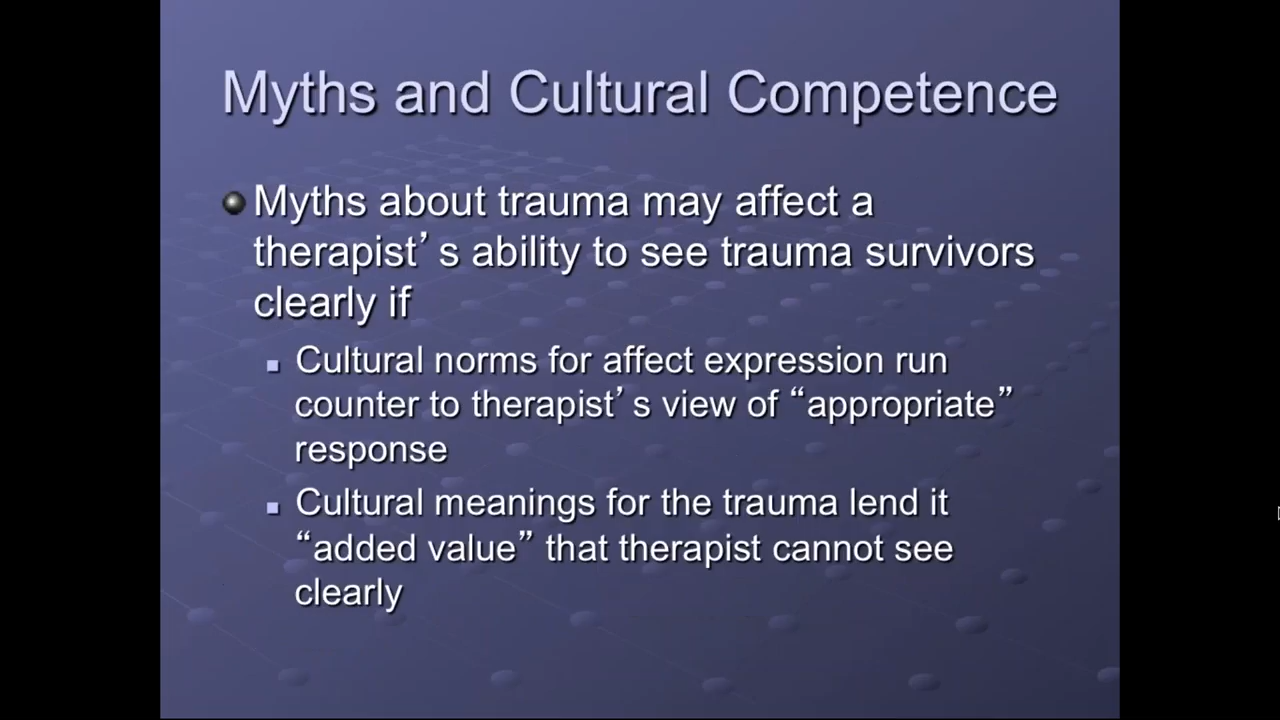 Myths and Cultural Competence
Myths about trauma may affect a
therapist’s ability to see trauma survivors
clearly if
Cultural norms for affect expression run
counter to therapist’s view of “appropriate”
response
Cultural meanings for the trauma lend it
“added value” that therapist cannot see
clearly